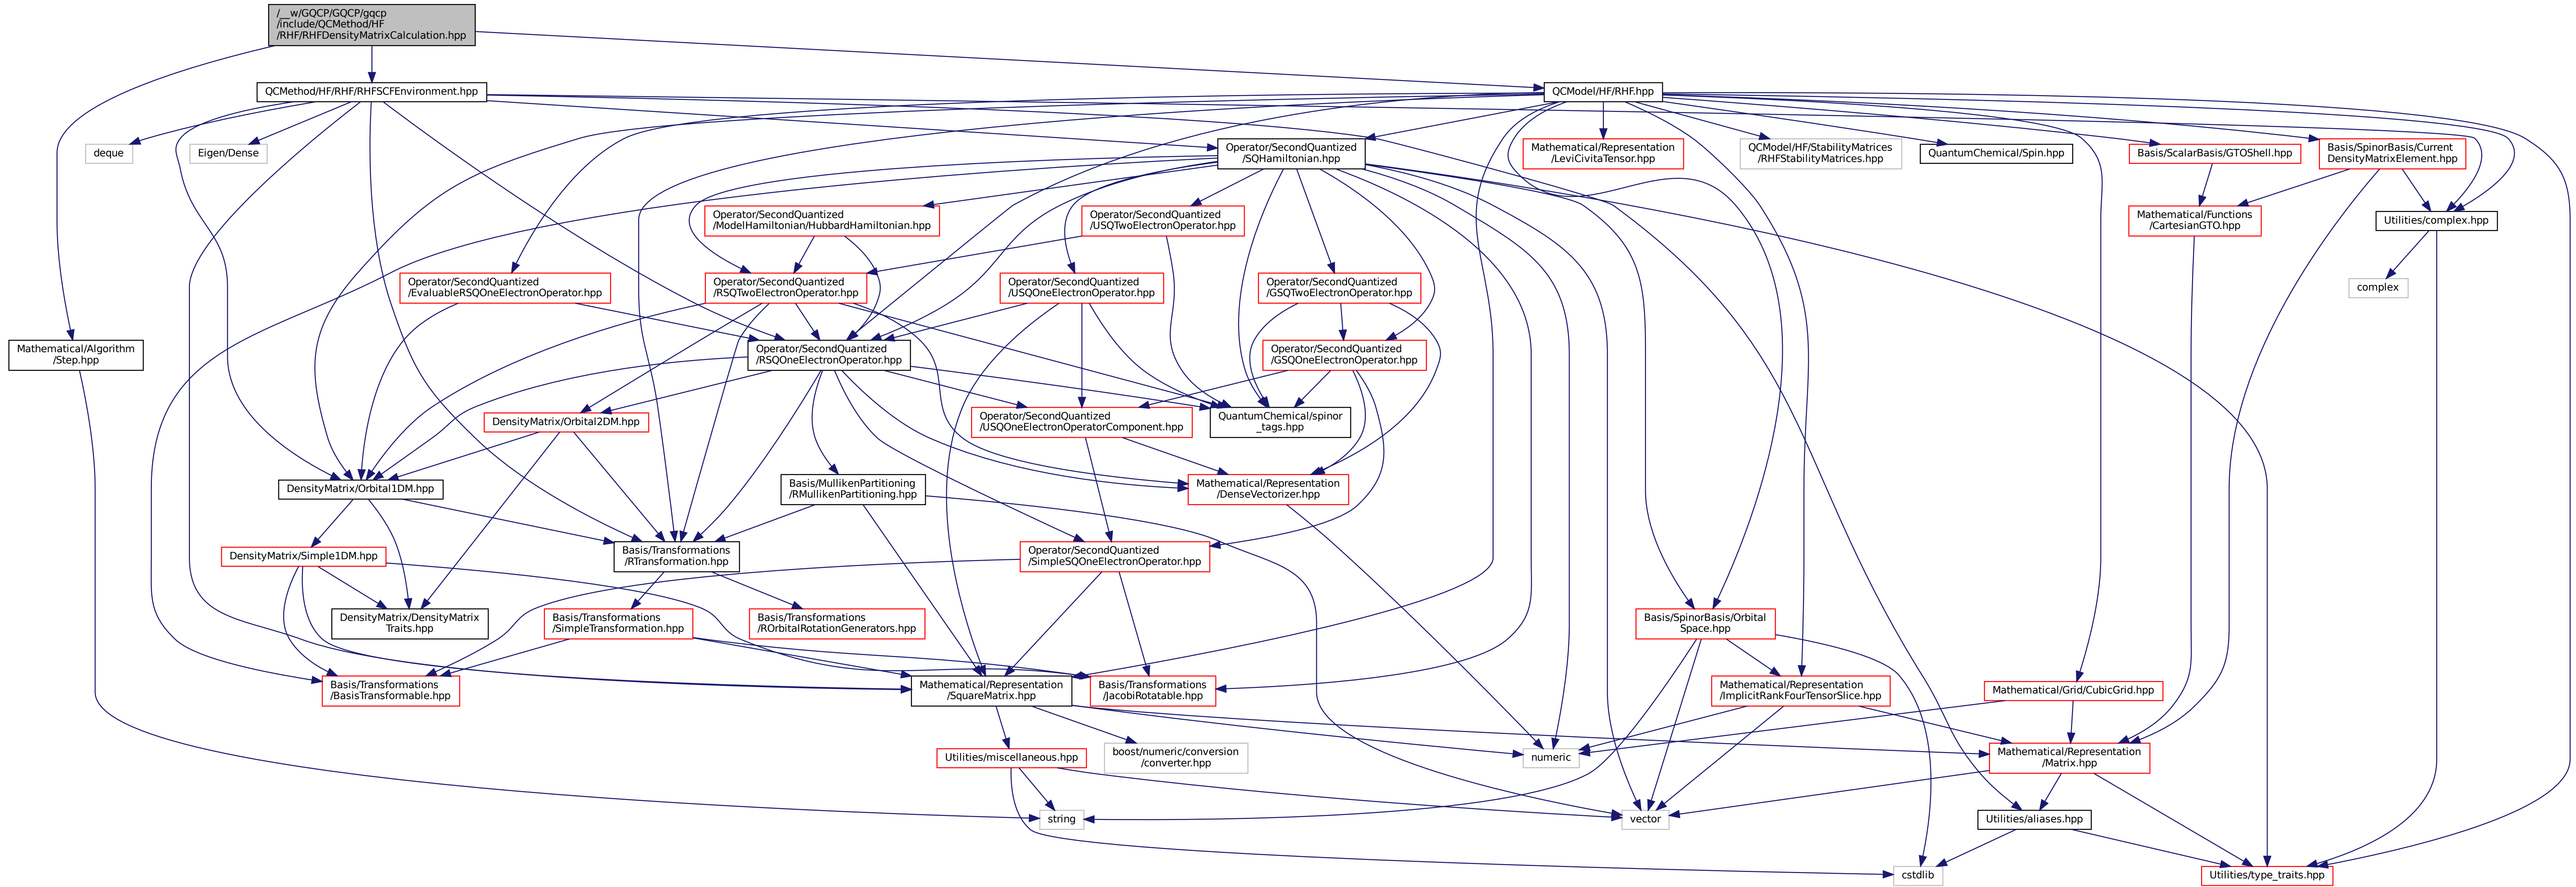 /__w/GQCP/GQCP/gqcp
/include/QCMethod/HF
/RHF/RHFDensityMatrixCalculation.hpp
QCMethod/HF/RHF/RHFSCFEnvironment.hpp
QCModel/HF/RHF.hpp
deque
Eigen/Dense
Operator/SecondQuantized
/SQHamiltonian.hpp
Mathematical/Representation
/LeviCivitaTensor.hpp
QCModel/HF/StabilityMatrices
/RHFStabilityMatrices.hpp
QuantumChemical/Spin.hpp
Basis/ScalarBasis/GTOShell.hpp
Basis/SpinorBasis/Current
DensityMatrixElement.hpp
Operator/SecondQuantized
/ModelHamiltonian/HubbardHamiltonian.hpp
Operator/SecondQuantized
/USQTwoElectronOperator.hpp
Mathematical/Functions
/CartesianGTO.hpp
Utilities/complex.hpp
Operator/SecondQuantized
/EvaluableRSQOneElectronOperator.hpp
Operator/SecondQuantized
/RSQTwoElectronOperator.hpp
Operator/SecondQuantized
/USQOneElectronOperator.hpp
Operator/SecondQuantized
/GSQTwoElectronOperator.hpp
complex
Mathematical/Algorithm
/Step.hpp
Operator/SecondQuantized
/RSQOneElectronOperator.hpp
Operator/SecondQuantized
/GSQOneElectronOperator.hpp
DensityMatrix/Orbital2DM.hpp
Operator/SecondQuantized
/USQOneElectronOperatorComponent.hpp
QuantumChemical/spinor
_tags.hpp
DensityMatrix/Orbital1DM.hpp
Basis/MullikenPartitioning
/RMullikenPartitioning.hpp
Mathematical/Representation
/DenseVectorizer.hpp
DensityMatrix/Simple1DM.hpp
Basis/Transformations
/RTransformation.hpp
Operator/SecondQuantized
/SimpleSQOneElectronOperator.hpp
DensityMatrix/DensityMatrix
Traits.hpp
Basis/Transformations
/SimpleTransformation.hpp
Basis/Transformations
/ROrbitalRotationGenerators.hpp
Basis/SpinorBasis/Orbital
Space.hpp
Basis/Transformations
/BasisTransformable.hpp
Mathematical/Representation
/SquareMatrix.hpp
Basis/Transformations
/JacobiRotatable.hpp
Mathematical/Representation
/ImplicitRankFourTensorSlice.hpp
Mathematical/Grid/CubicGrid.hpp
Utilities/miscellaneous.hpp
boost/numeric/conversion
/converter.hpp
numeric
Mathematical/Representation
/Matrix.hpp
string
vector
Utilities/aliases.hpp
cstdlib
Utilities/type_traits.hpp